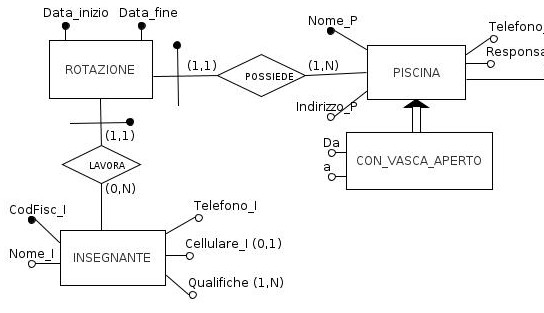 Data_inizio Data_fine
Nome_P
Telefono_
Responsa
ROTAZIONE
(1,1)
POSSIEDE
(1,N)
PISCINA
Indirizzo_P
(1,1)
Da
a
CON_VASCA_APERTO
LAVORA
(0,N)
CodFisc_I
Telefono_I
Nome_I
INSEGNANTE
Cellulare_I (0,1)
Qualifiche (1,N)